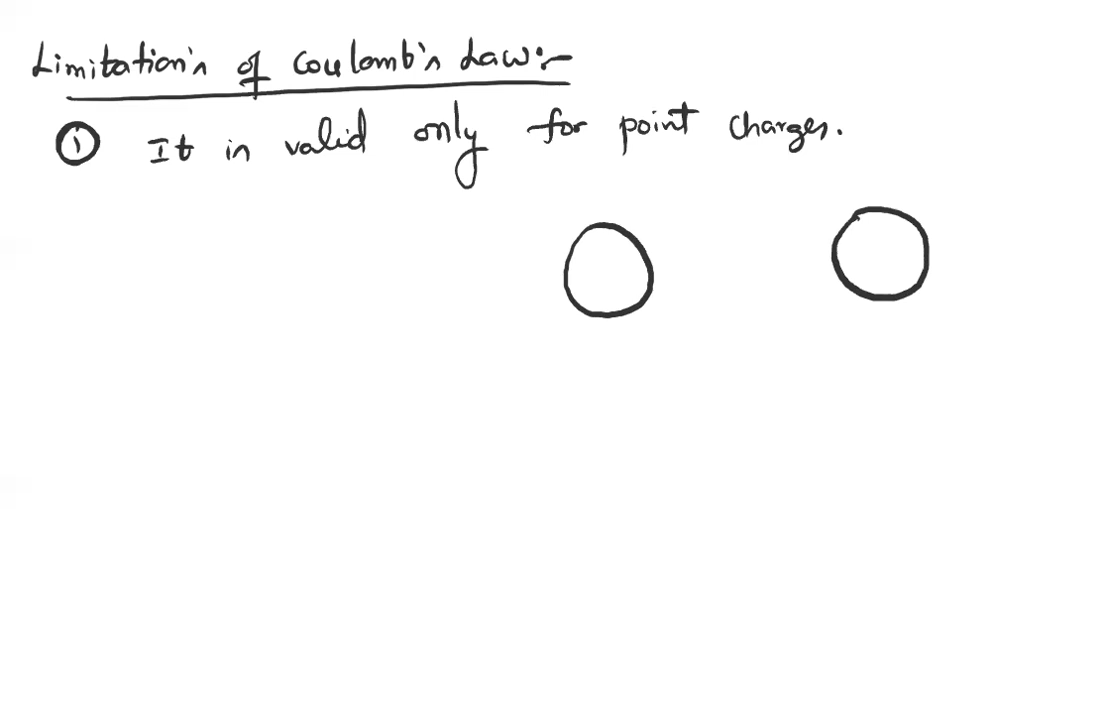 Limitation's of Coulomb's Law:-
① It is valid only for point charges.